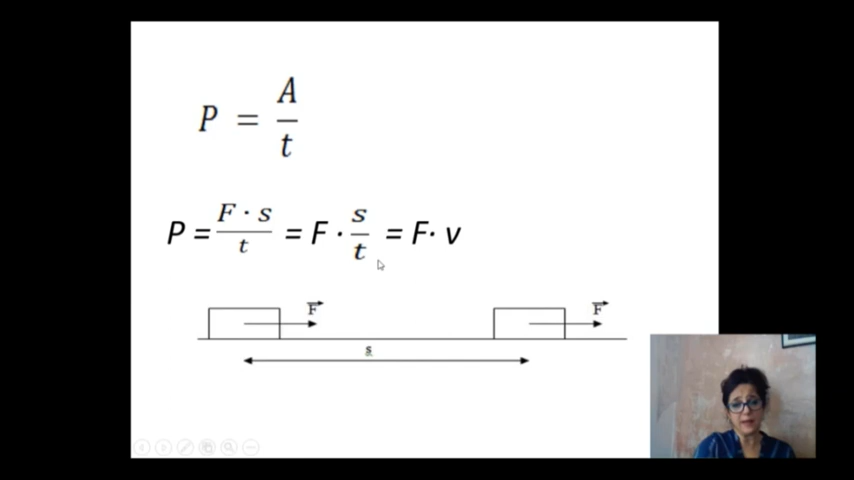 P = A/t
P = F · s/t = F · s/t = F· v
F F
s